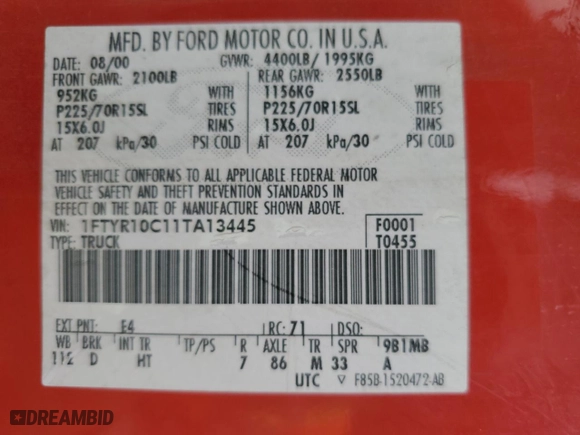 MFD. BY FORD MOTOR CO. IN U.S.A.
DATE: 08/00 GVWR: 4400LB/ 1995KG
FRONT GAWR: 2100LB REAR GAWR: 2550LB
952KG WITH 1156KG WITH
P225/70R15SL TIRES P225/70R15SL TIRES
15X6.0J RIMS 15X6.0J RIMS
AT 207 kPa/30 PSI COLD AT 207 kPa/30 PSI COLD
THIS VEHICLE CONFORMS TO ALL APPLICABLE FEDERAL MOTOR
VEHICLE SAFETY AND THEFT PREVENTION STANDARDS IN
EFFECT ON THE DATE OF MANUFACTURE SHOWN ABOVE.
VIN: 1FTYR10C11TA13445 F0001
TYPE: TRUCK T0455
EXT PNT: E4 RC: 71 DSO:
WB BRK INT TR TP/PS R AXLE TR SPR 9B1MB
112 D HT 7 86 M 33 A
UTC ▽ F85B-1520472-AB
DREAMBID